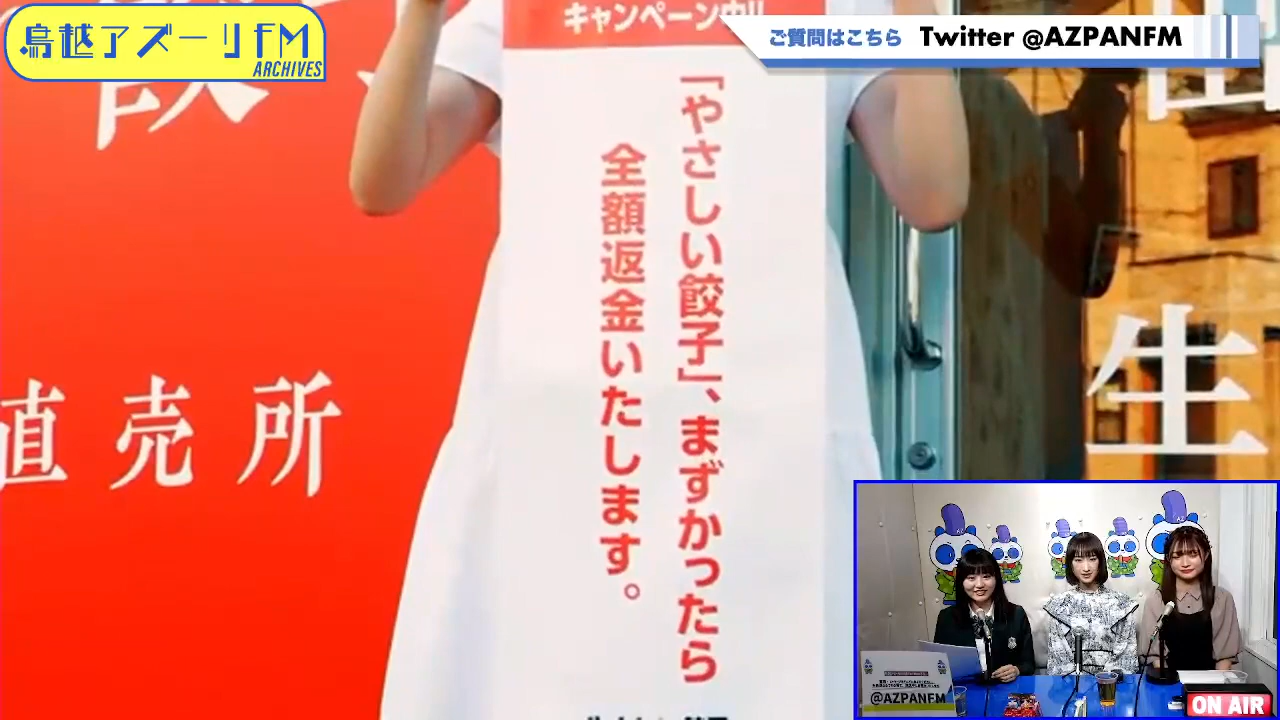 鳥越アズーリFM
ARCHIVES
キャンペーン中!!
ご質問はこちら Twitter @AZPANFM
「やさしい餃子」、まずかったら
全額返金いたします。
直売所
生
@AZPANFM
ON AIR